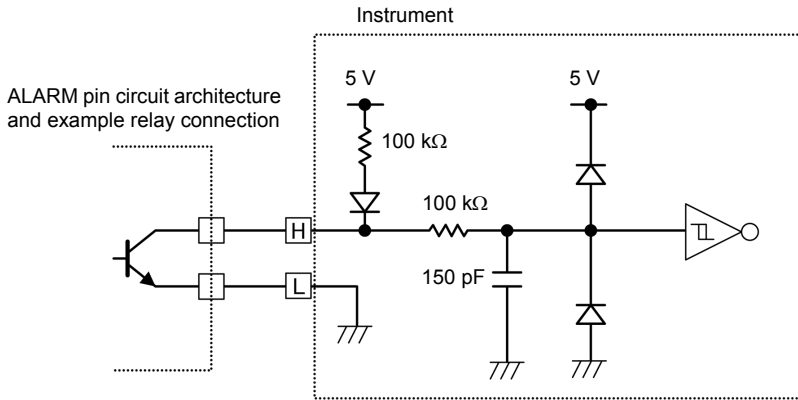 Instrument
ALARM pin circuit architecture
and example relay connection
5 V
5 V
100 kΩ
100 kΩ
H
150 pF
L